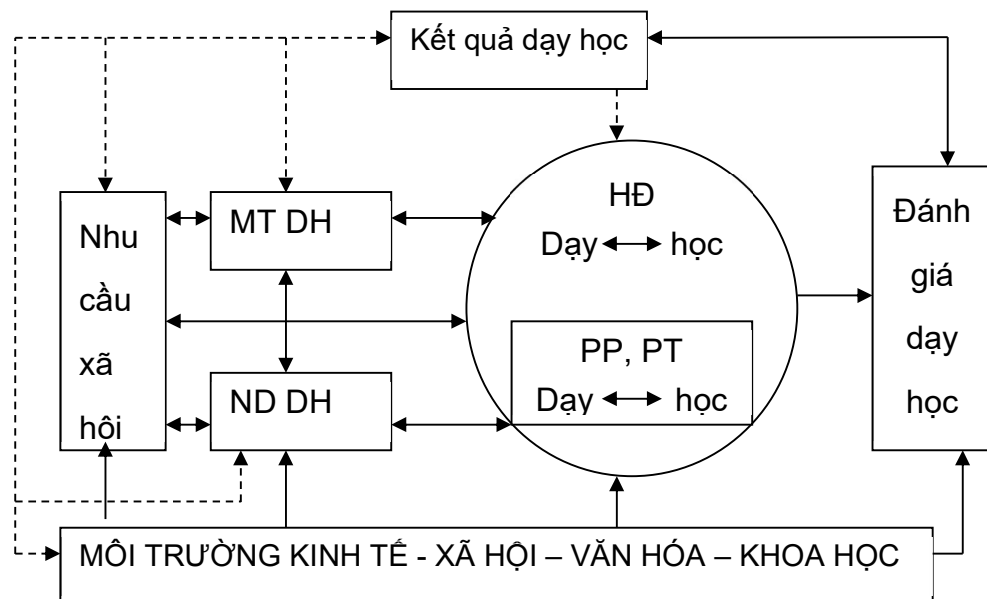 Kết quả dạy học
Nhu
cầu
xã
hôi
MT DH
ND DH
HĐ
Dạy học
PP, PT
Dạy học
Đánh
giá
dạy
học
MÔI TRƯỜNG KINH TẾ - XÃ HỘI – VĂN HÓA – KHOA HỌC